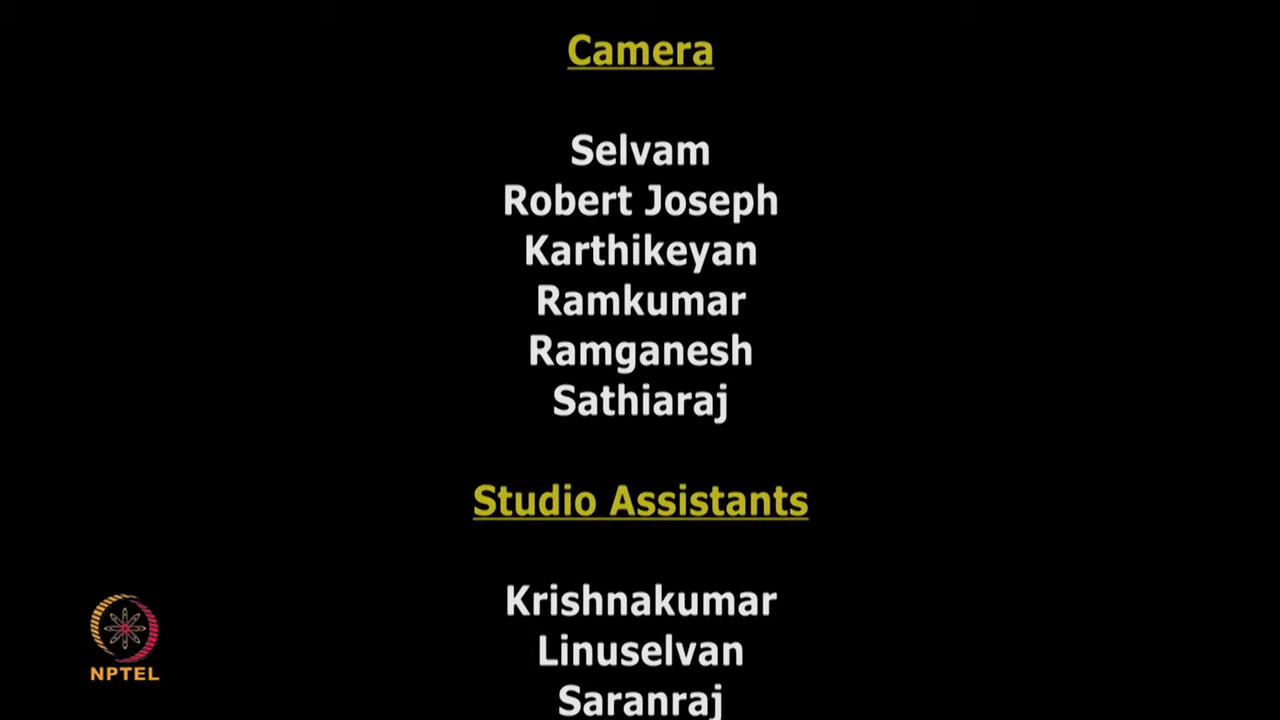 Camera
Selvam
Robert Joseph
Karthikeyan
Ramkumar
Ramganesh
Sathiaraj
Studio Assistants
Krishnakumar
Linuselvan
Saranraj
NPTEL